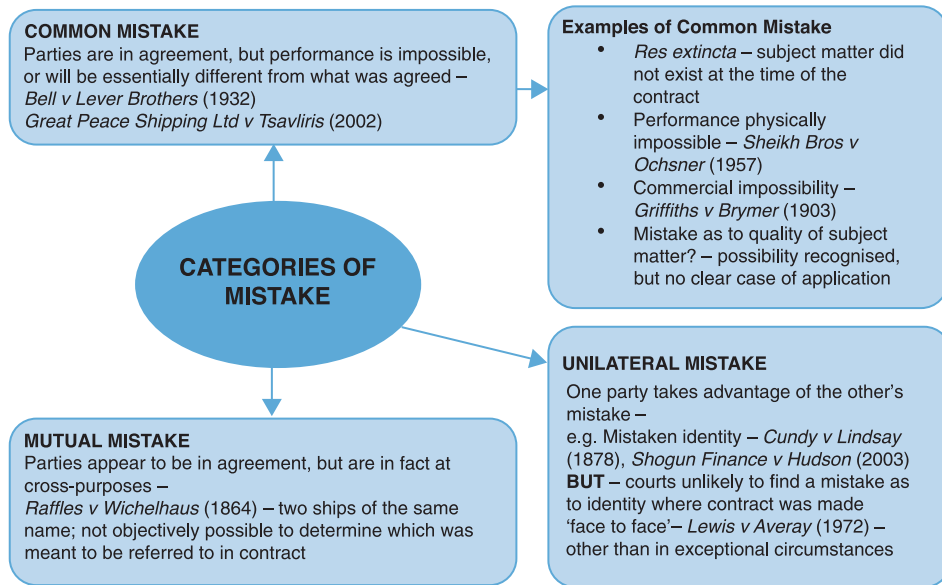 COMMON MISTAKE
Parties are in agreement, but performance is impossible,
or will be essentially different from what was agreed –
Bell v Lever Brothers (1932)
Great Peace Shipping Ltd v Tsavliris (2002)
Examples of Common Mistake
• Res extincta – subject matter did
not exist at the time of the
contract
• Performance physically
impossible – Sheikh Bros v
Ochsner (1957)
• Commercial impossibility –
Griffiths v Brymer (1903)
• Mistake as to quality of subject
matter? – possibility recognised,
but no clear case of application
CATEGORIES OF
MISTAKE
MUTUAL MISTAKE
Parties appear to be in agreement, but are in fact at
cross-purposes –
Raffles v Wichelhaus (1864) – two ships of the same
name; not objectively possible to determine which was
meant to be referred to in contract
UNILATERAL MISTAKE
One party takes advantage of the other's
mistake –
e.g. Mistaken identity – Cundy v Lindsay
(1878), Shogun Finance v Hudson (2003)
BUT – courts unlikely to find a mistake as
to identity where contract was made
‘face to face’– Lewis v Averay (1972) –
other than in exceptional circumstances